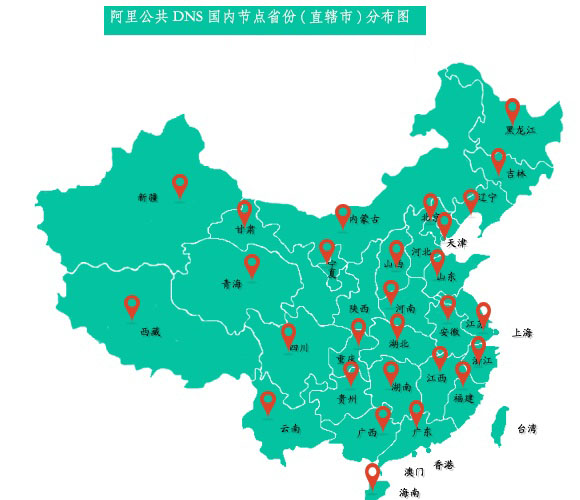 阿里公共 DNS 国内节点省份(直辖市)分布图
黑龙江
吉林
辽宁
新疆
内蒙古
北京
甘肃
天津
河北
宁夏
山西
山东
青海
西藏
陕西
河南
安徽
江苏
上海
四川
重庆
湖北
浙江
江西
湖南
贵州
福建
云南
广西
广东
台湾
香港
澳门
海南